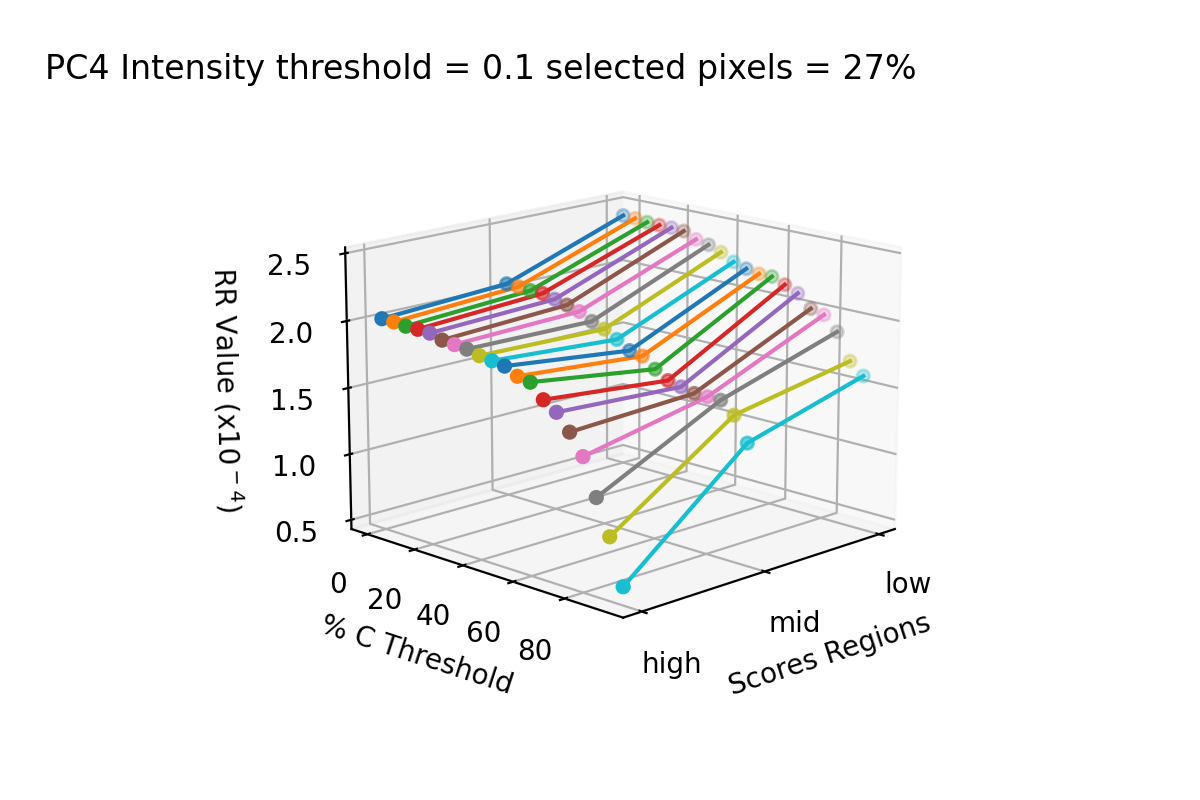 PC4 Intensity threshold = 0.1 selected pixels = 27%
RR Value (x10⁻⁴)
2.5
2.0
1.5
1.0
0.5
0
20
40
60
80
% C Threshold
high
mid
low
Scores Regions